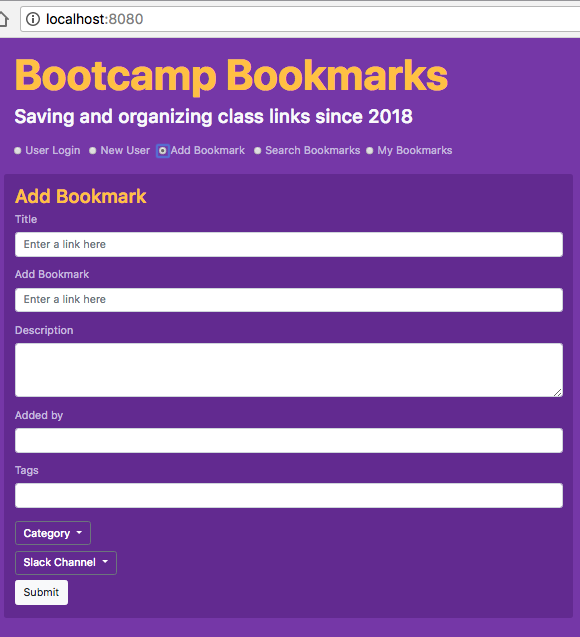 localhost:8080
Bootcamp Bookmarks
Saving and organizing class links since 2018
User Login New User Add Bookmark Search Bookmarks My Bookmarks
Add Bookmark
Title
Enter a link here
Add Bookmark
Enter a link here
Description
Added by
Tags
Category
Slack Channel
Submit